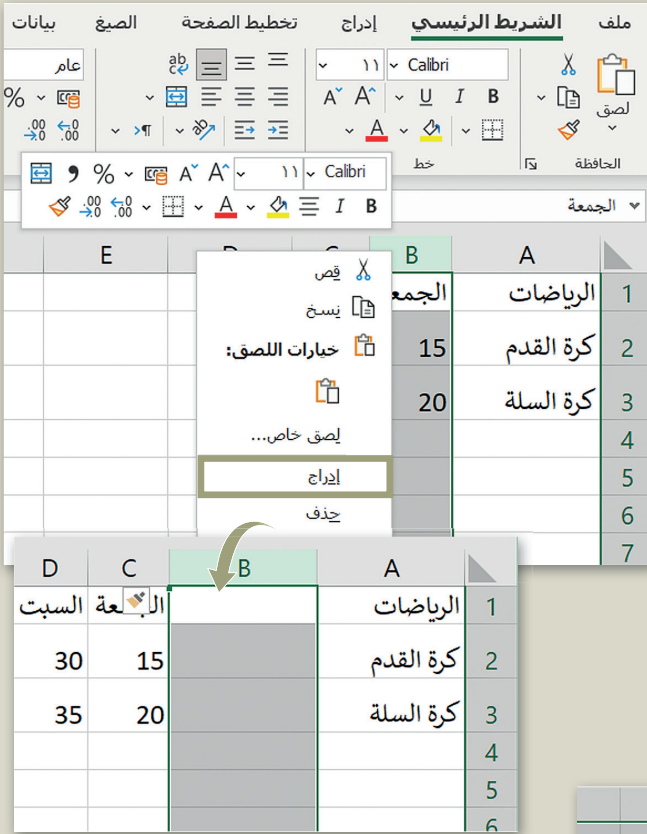 ملف الشريط الرئيسي إدراج تخطيط الصفحة الصيغ بيانات
لصق
Calibri ١١
عام
B I U A A %
الحافظة خط
Calibri ١١ A A %
B I A
الجمعة
A B E
1 الرياضات الجمع
2 كرة القدم 15
3 كرة السلة 20
4
5
6
7
قص
نسخ
خيارات اللصق:
لصق خاص...
إدراج
حذف
A B C D
1 الرياضات السبت
2 كرة القدم 15 30
3 كرة السلة 20 35
4
5
6